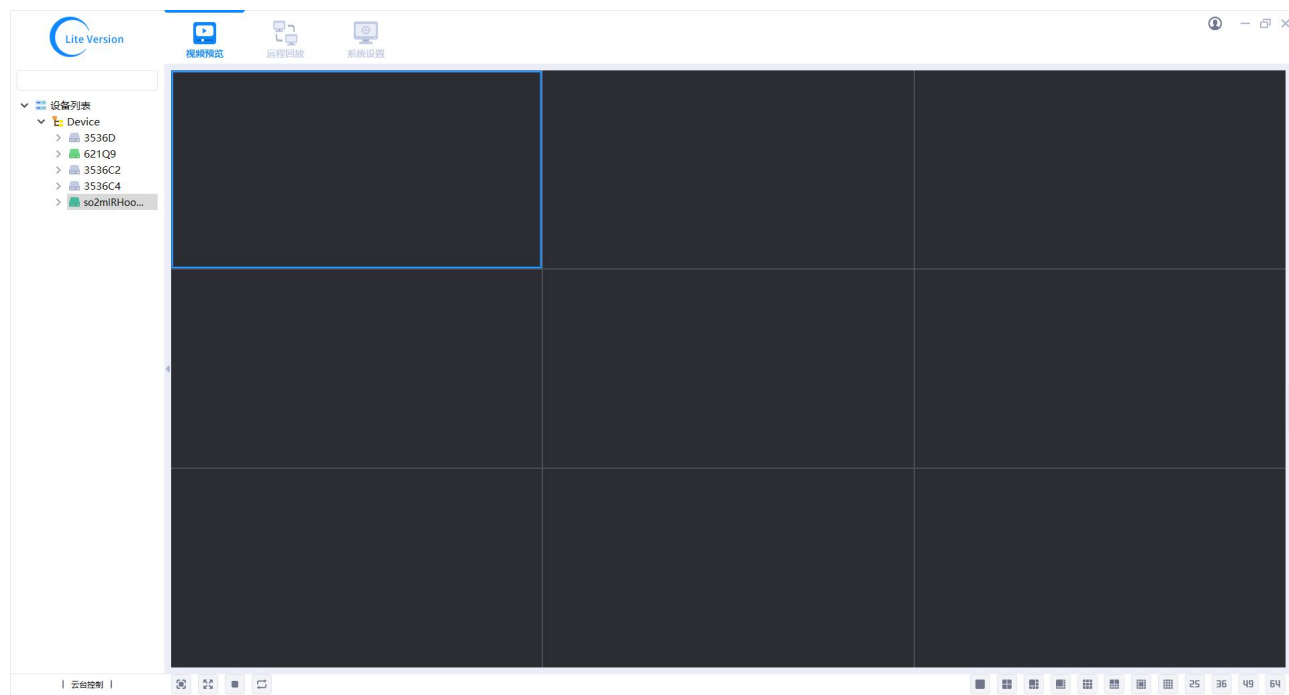 Lite Version
视频预览
远程回放
系统设置
设备列表
Device
3536D
621Q9
3536C2
3536C4
so2mlRHoo...
云台控制
25 36 49 64